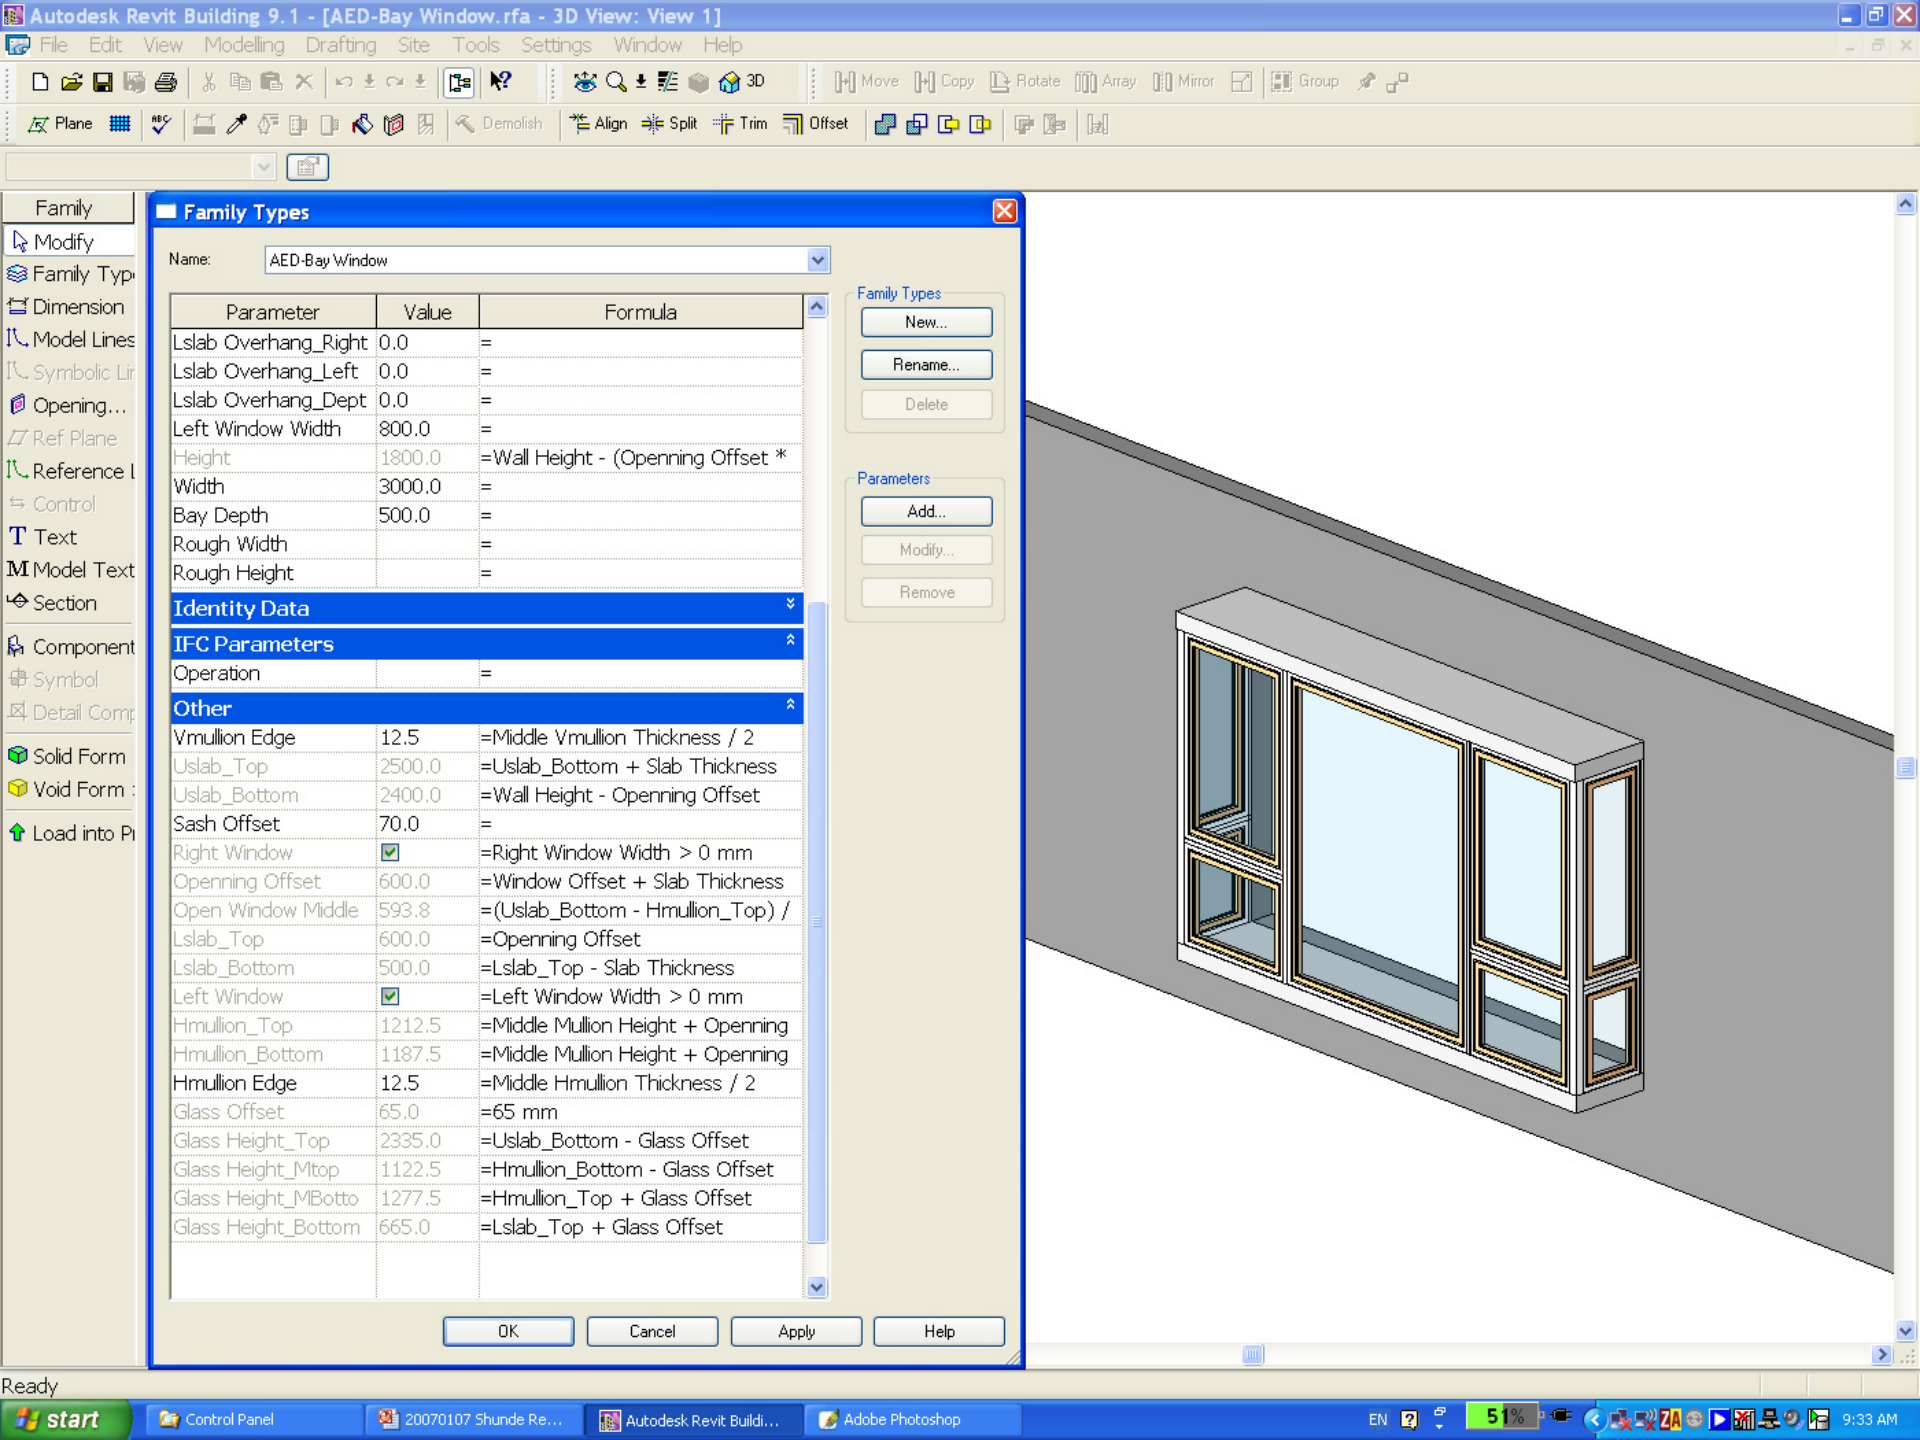 Autodesk Revit Building 9.1 - [AED-Bay Window.rfa - 3D View: View 1]
File Edit View Modelling Drafting Site Tools Settings Window Help
3D Move Copy Rotate Array Mirror Group
Plane Demolish Align Split Trim Offset
Family
Modify
Family Typ
Dimension
Model Lines
Symbolic Lir
Opening...
Ref Plane
Reference L
Control
Text
Model Text
Section
Component
Symbol
Detail Comp
Solid Form
Void Form
Load into Pr
Family Types
Name: AED-Bay Window
Parameter Value Formula
Lslab Overhang_Right 0.0 =
Lslab Overhang_Left 0.0 =
Lslab Overhang_Dept 0.0 =
Left Window Width 800.0 =
Height 1800.0 =Wall Height - (Openning Offset *
Width 3000.0 =
Bay Depth 500.0 =
Rough Width =
Rough Height =
Identity Data
IFC Parameters
Operation =
Other
Vmullion Edge 12.5 =Middle Vmullion Thickness / 2
Uslab_Top 2500.0 =Uslab_Bottom + Slab Thickness
Uslab_Bottom 2400.0 =Wall Height - Openning Offset
Sash Offset 70.0 =
Right Window =Right Window Width > 0 mm
Openning Offset 600.0 =Window Offset + Slab Thickness
Open Window Middle 593.8 =(Uslab_Bottom - Hmullion_Top) /
Lslab_Top 600.0 =Openning Offset
Lslab_Bottom 500.0 =Lslab_Top - Slab Thickness
Left Window =Left Window Width > 0 mm
Hmullion_Top 1212.5 =Middle Mullion Height + Openning
Hmullion_Bottom 1187.5 =Middle Mullion Height + Openning
Hmullion Edge 12.5 =Middle Hmullion Thickness / 2
Glass Offset 65.0 =65 mm
Glass Height_Top 2335.0 =Uslab_Bottom - Glass Offset
Glass Height_Mtop 1122.5 =Hmullion_Bottom - Glass Offset
Glass Height_MBotto 1277.5 =Hmullion_Top + Glass Offset
Glass Height_Bottom 665.0 =Lslab_Top + Glass Offset
Family Types
New...
Rename...
Delete
Parameters
Add...
Modify...
Remove
OK Cancel Apply Help
Ready
start Control Panel 20070107 Shunde Re... Autodesk Revit Buildi... Adobe Photoshop EN 51% ZA 9:33 AM